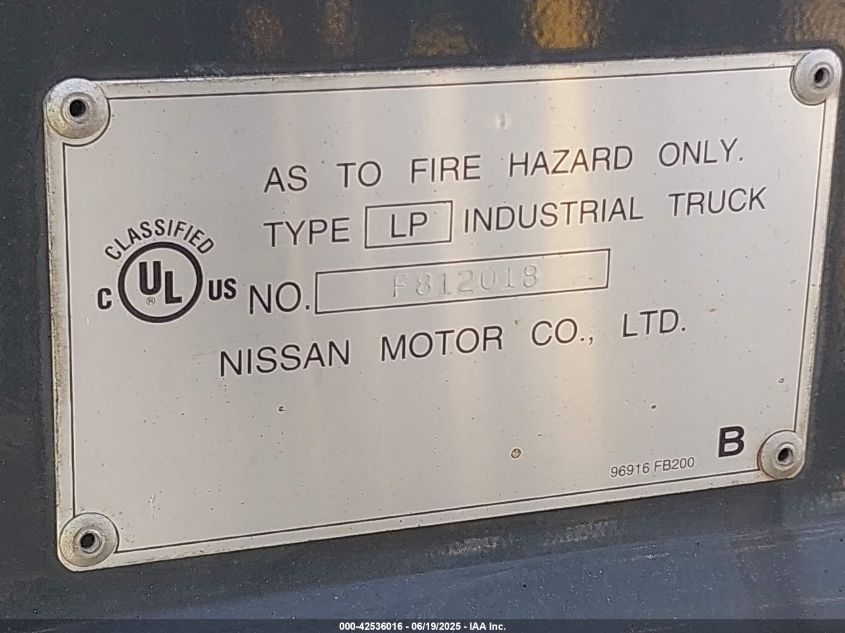 AS TO FIRE HAZARD ONLY.
CLASSIFIED
C UL ® US
TYPE LP INDUSTRIAL TRUCK
NO. F812018
NISSAN MOTOR CO., LTD.
96916 FB200 B
000-42536016 - 06/19/2025 - IAA Inc.